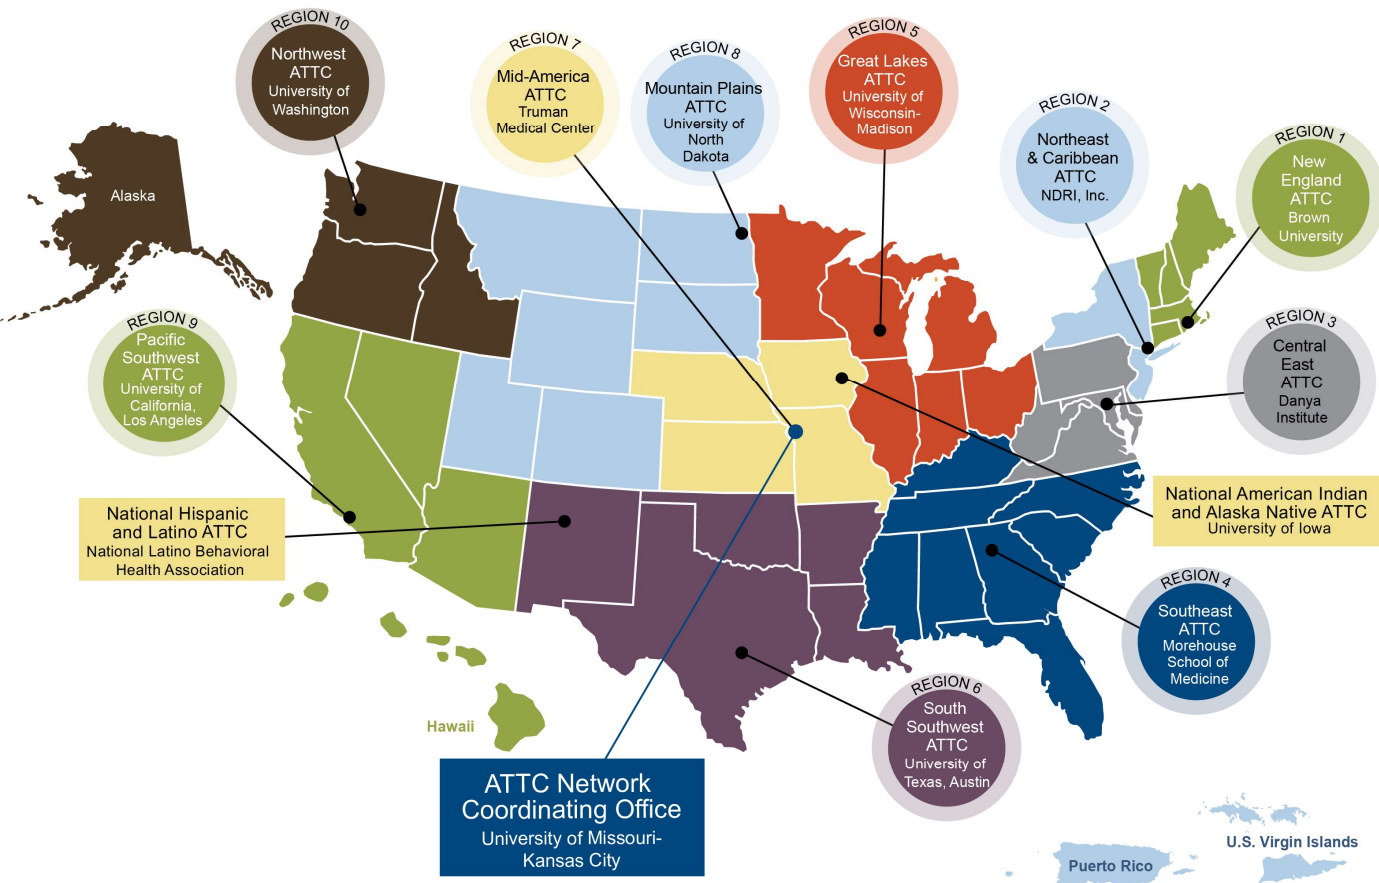 REGION 10
Northwest
ATTC
University of
Washington
REGION 7
Mid-America
ATTC
Truman
Medical Center
REGION 8
Mountain Plains
ATTC
University of
North
Dakota
REGION 5
Great Lakes
ATTC
University of
Wisconsin-
Madison
REGION 2
Northeast
& Caribbean
ATTC
NDRI, Inc.
REGION 1
New
England
ATTC
Brown
University
Alaska
REGION 9
Pacific
Southwest
ATTC
University of
California,
Los Angeles
REGION 3
Central
East
ATTC
Danya
Institute
National Hispanic
and Latino ATTC
National Latino Behavioral
Health Association
National American Indian
and Alaska Native ATTC
University of Iowa
REGION 4
Southeast
ATTC
Morehouse
School of
Medicine
REGION 6
South
Southwest
ATTC
University of
Texas, Austin
Hawaii
ATTC Network
Coordinating Office
University of Missouri-
Kansas City
U.S. Virgin Islands
Puerto Rico